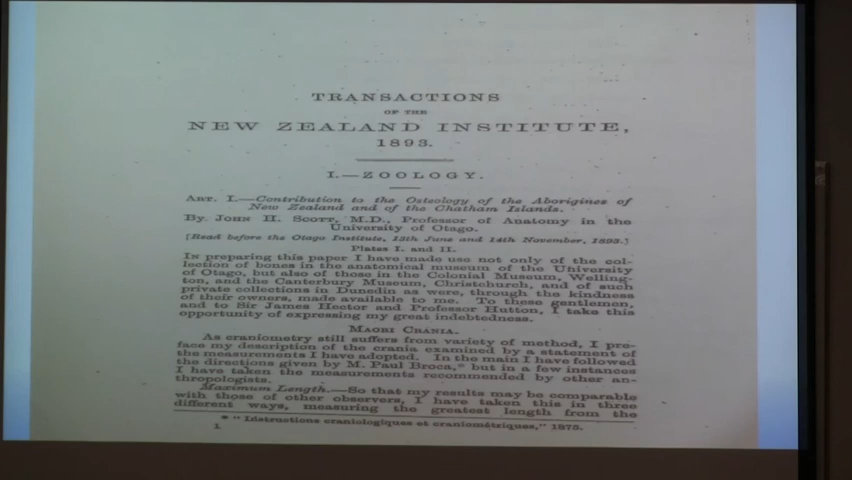 TRANSACTIONS
OF THE
NEW ZEALAND INSTITUTE,
1893.
I.—ZOOLOGY.
ART. I.—Contribution to the Osteology of the Aborigines of
New Zealand and of the Chatham Islands.
By JOHN H. SCOTT, M.D., Professor of Anatomy in the
University of Otago.
[Read before the Otago Institute, 13th June and 14th November, 1893.]
Plates I. and II.
IN preparing this paper I have made use not only of the col-
lection of bones in the anatomical museum of the University
of Otago, but also of those in the Colonial Museum, Welling-
ton, and the Canterbury Museum, Christchurch, and of such
private collections in Dunedin as were, through the kindness
of their owners, made available to me. To these gentlemen,
and to Sir James Hector and Professor Hutton, I take this
opportunity of expressing my great indebtedness.
MAORI CRANIA.
As craniometry still suffers from variety of method, I pre-
face my description of the crania examined by a statement of
the measurements I have adopted. In the main I have followed
the directions given by M. Paul Broca,* but in a few instances
I have taken the measurements recommended by other an-
thropologists.
Maximum Length.—So that my results may be comparable
with those of other observers, I have taken this in three
different ways, measuring the greatest length from the
* "Instructions craniologiques et craniométriques," 1875.
1